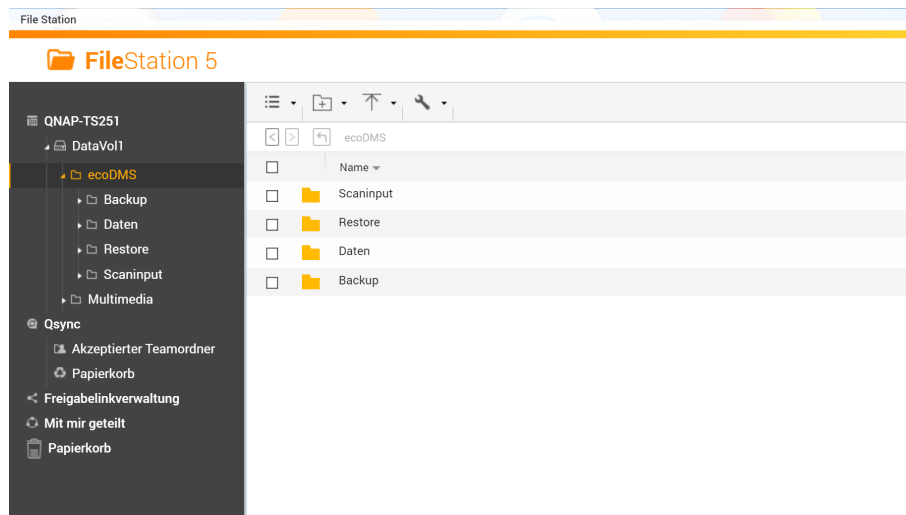 File Station
FileStation 5
QNAP-TS251
DataVol1
ecoDMS
Backup
Daten
Restore
Scaninput
Multimedia
Qsync
Akzeptierter Teamordner
Papierkorb
Freigabelinkverwaltung
Mit mir geteilt
Papierkorb
ecoDMS
Name
Scaninput
Restore
Daten
Backup